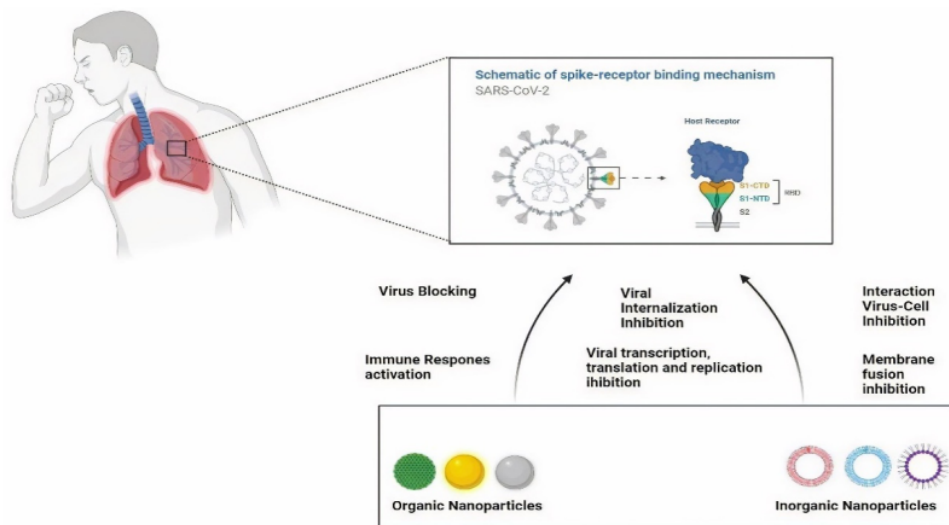 Schematic of spike-receptor binding mechanism
SARS-CoV-2
Host Receptor
S1-CTD
S1-NTD
RBD
S2
Virus Blocking
Immune Respones
activation
Viral
Internalization
Inhibition
Viral transcription,
translation and replication
ihibition
Interaction
Virus-Cell
Inhibition
Membrane
fusion
inhibition
Organic Nanoparticles
Inorganic Nanoparticles